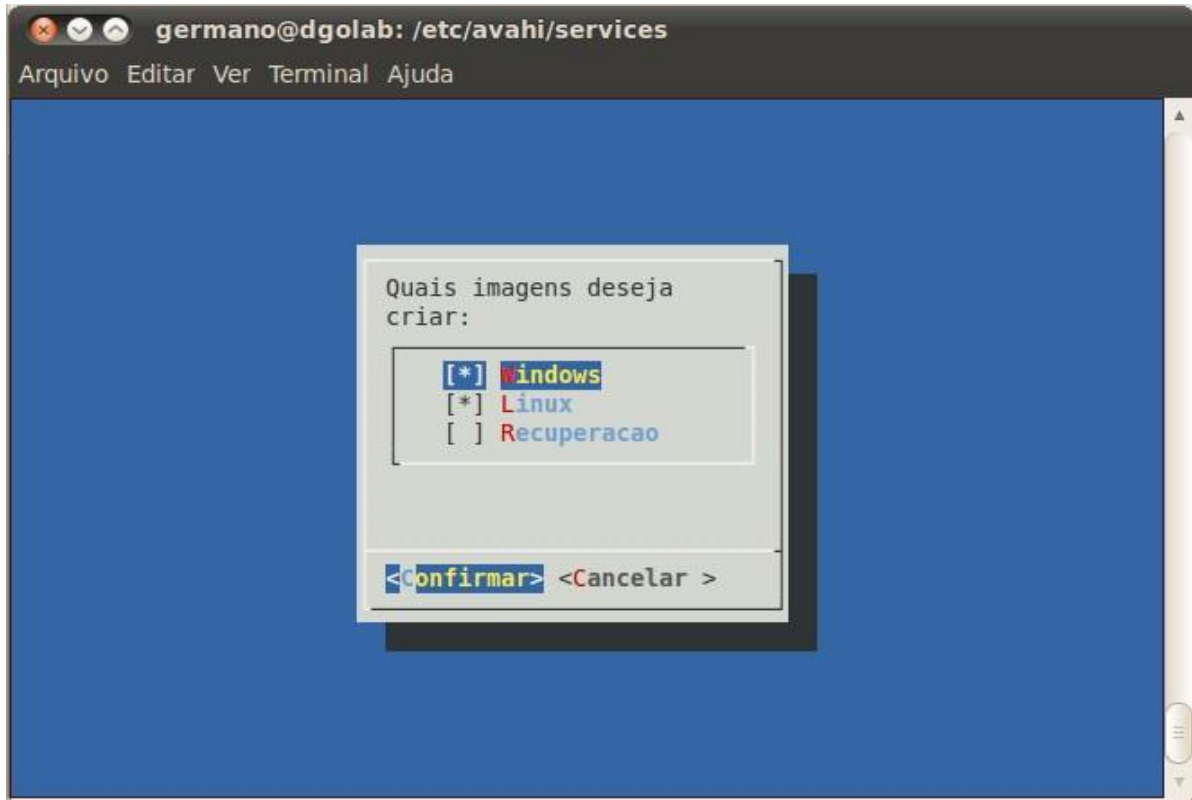 germano@dgolab: /etc/avahi/services
Arquivo Editar Ver Terminal Ajuda
Quais imagens deseja
criar:
[*] Windows
[*] Linux
[ ] Recuperacao
<Confirmar> <Cancelar >